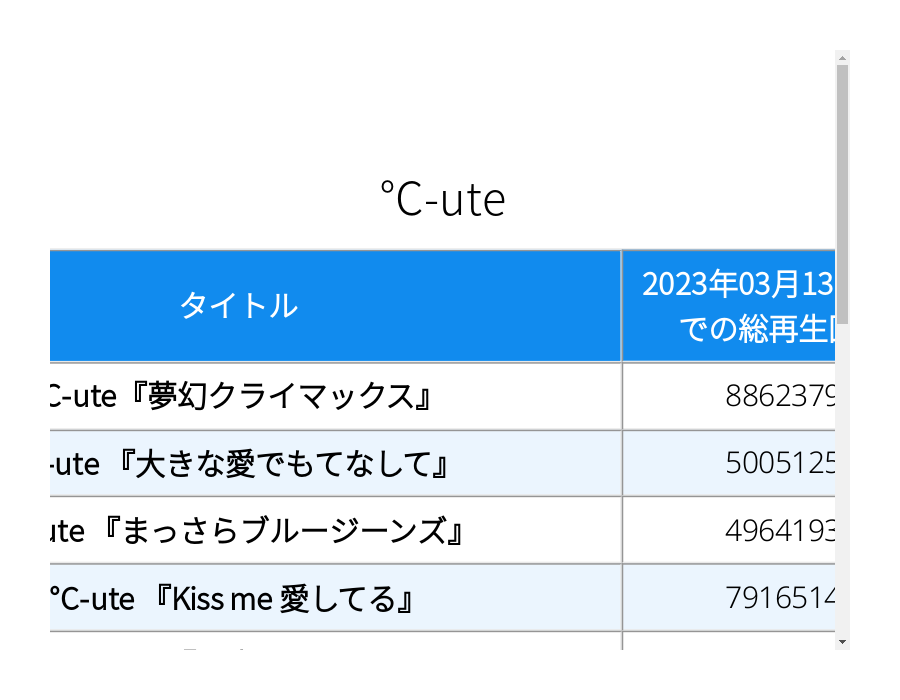 ℃-ute
タイトル
2023年03月13
での総再生
C-ute『夢幻クライマックス』 8862379
-ute 『大きな愛でもてなして』 5005125
ute 『まっさらブルージーンズ』 4964193
℃-ute 『Kiss me 愛してる』 7916514